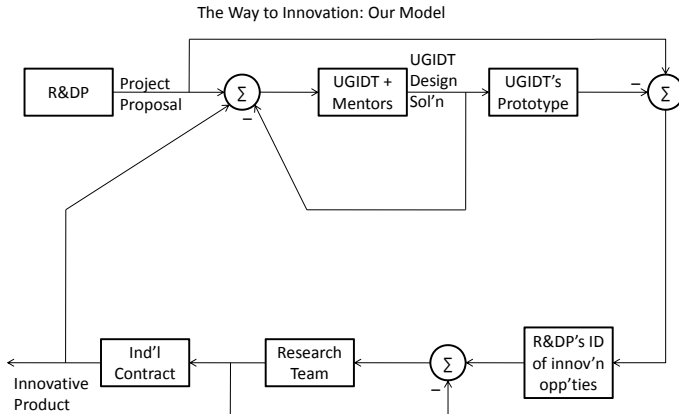 The Way to Innovation: Our Model
R&DP
Project
Proposal
Σ
–
UGIDT +
Mentors
UGIDT
Design
Sol’n
UGIDT’s
Prototype
–
Σ
Innovative
Product
Ind’l
Contract
Research
Team
Σ
–
R&DP’s ID
of innov’n
opp’ties